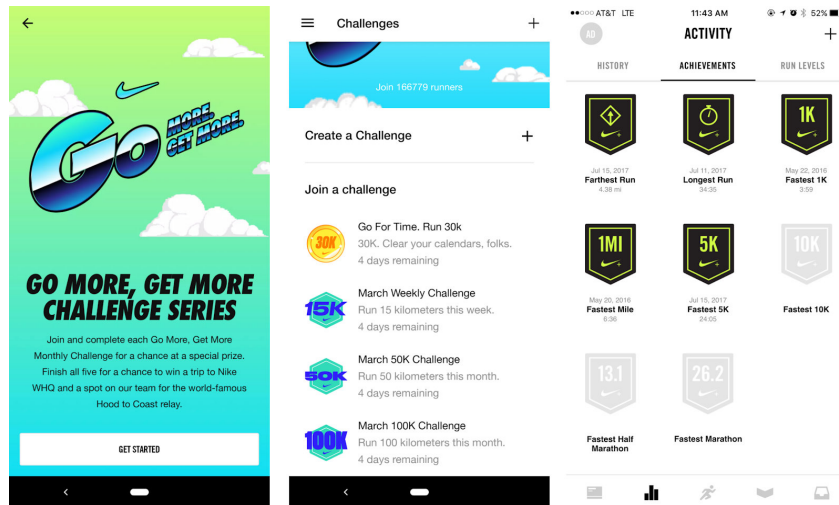 Go MORE.
GET MORE.
GO MORE, GET MORE
CHALLENGE SERIES
Join and complete each Go More, Get More
Monthly Challenge for a chance at a special prize.
Finish all five for a chance to win a trip to Nike
WHQ and a spot on our team for the world-famous
Hood to Coast relay.
GET STARTED
Challenges
Join 166779 runners
Create a Challenge
Join a challenge
30K
Go For Time. Run 30k
30K. Clear your calendars, folks.
4 days remaining
15K
March Weekly Challenge
Run 15 kilometers this week.
4 days remaining
50K
March 50K Challenge
Run 50 kilometers this month.
4 days remaining
100K
March 100K Challenge
Run 100 kilometers this month.
4 days remaining
AT&T LTE 11:43 AM 52%
AD ACTIVITY +
HISTORY ACHIEVEMENTS RUN LEVELS
1K
Jul 15, 2017 Jul 11, 2017 May 22, 2016
Farthest Run Longest Run Fastest 1K
4.38 mi 34:35 3:59
1MI 5K 10K
May 20, 2016 Jul 15, 2017
Fastest Mile Fastest 5K Fastest 10K
6:36 24:05
13.1 26.2
Fastest Half Fastest Marathon
Marathon